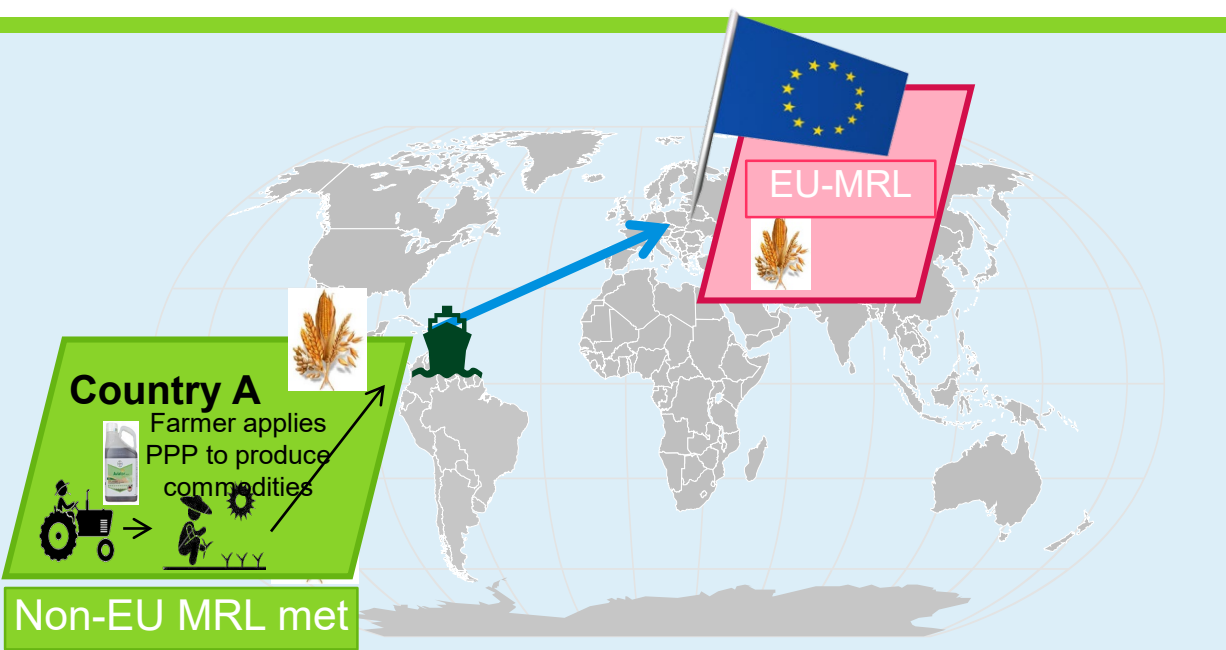 EU-MRL
Country A
Farmer applies
PPP to produce
commodities
Non-EU MRL met